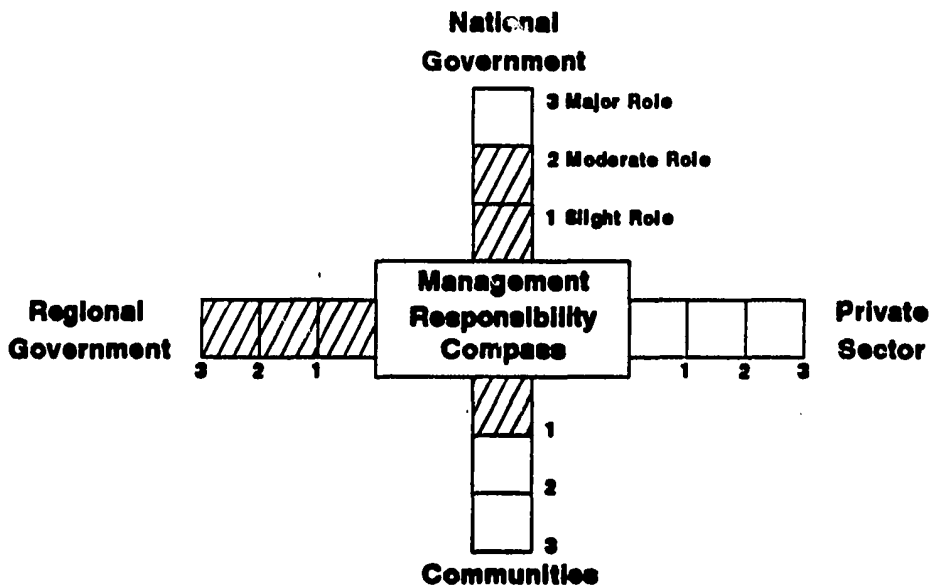 National
Government
3 Major Role
2 Moderate Role
1 Slight Role
Management
Responsibility
Compass
Regional
Government
3 2 1
Private
Sector
1 2 3
1
2
3
Communities